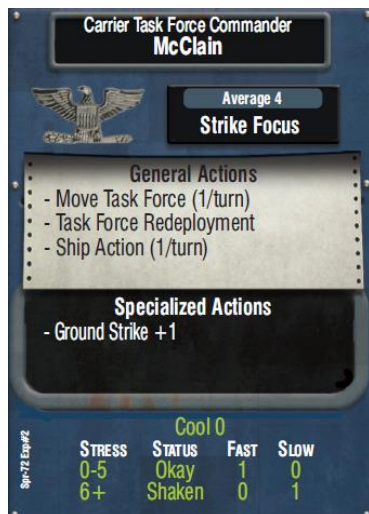 Carrier Task Force Commander
McClain
Average 4
Strike Focus
General Actions
- Move Task Force (1/turn)
- Task Force Redeployment
- Ship Action (1/turn)
Specialized Actions
- Ground Strike +1
Cool 0
STRESS STATUS FAST SLOW
0-5 Okay 1 0
6+ Shaken 0 1
Spr-72 Exp#2